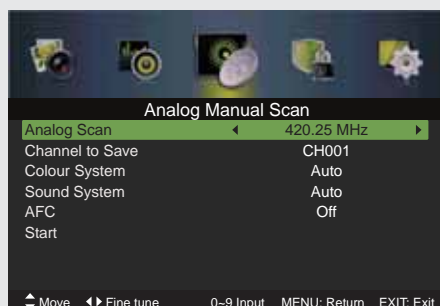 Analog Manual Scan
Analog Scan 420.25 MHz
Channel to Save CH001
Colour System Auto
Sound System Auto
AFC Off
Start
Move Fine tune 0~9 Input MENU: Return EXIT: Exit